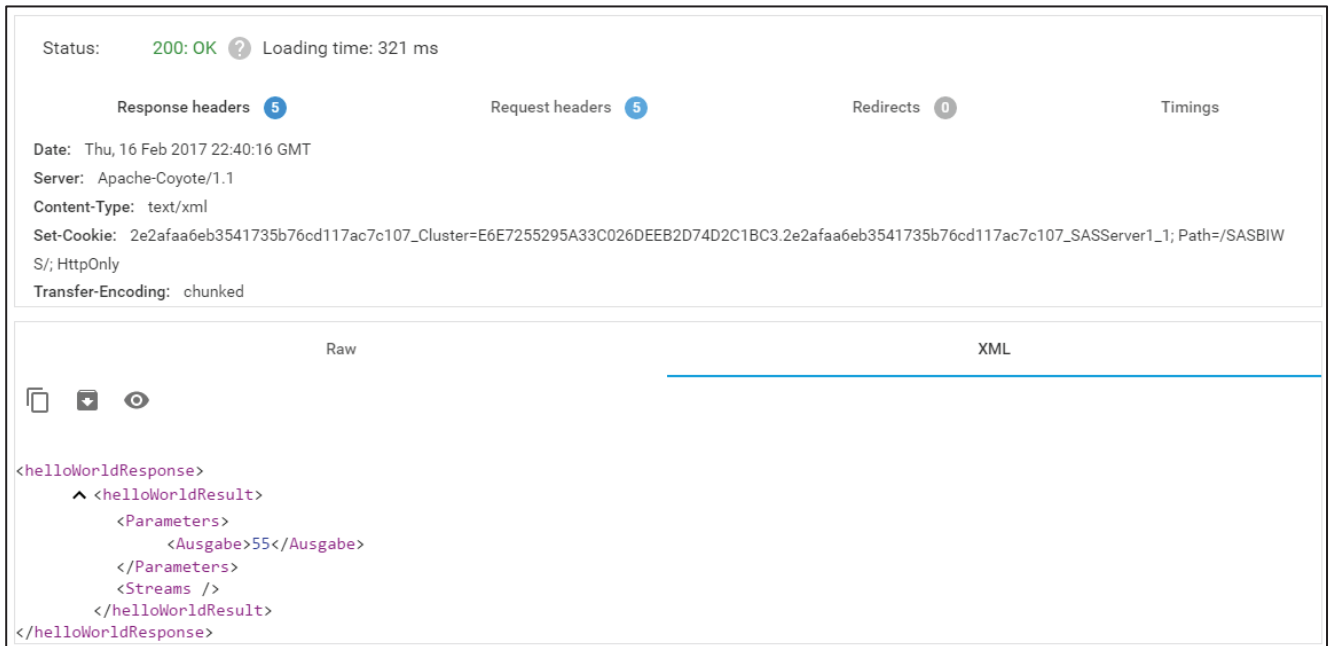 Status: 200: OK ? Loading time: 321 ms
Response headers 5 Request headers 5 Redirects 0 Timings
Date: Thu, 16 Feb 2017 22:40:16 GMT
Server: Apache-Coyote/1.1
Content-Type: text/xml
Set-Cookie: 2e2afaa6eb3541735b76cd117ac7c107_Cluster=E6E7255295A33C026DEEB2D74D2C1BC3.2e2afaa6eb3541735b76cd117ac7c107_SASServer1_1; Path=/SASBIW
S/; HttpOnly
Transfer-Encoding: chunked
Raw XML
<helloWorldResponse>
<helloWorldResult>
<Parameters>
<Ausgabe>55</Ausgabe>
</Parameters>
<Streams />
</helloWorldResult>
</helloWorldResponse>